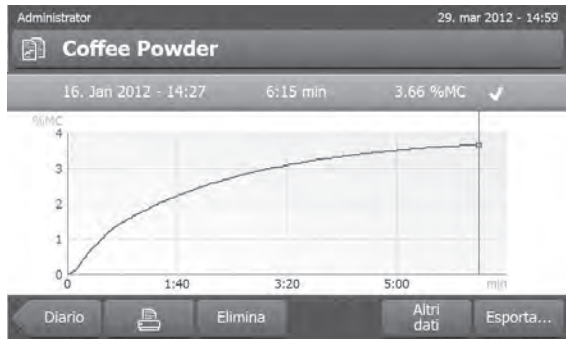 Administrator
29. mar 2012 - 14:59
Coffee Powder
16. Jan 2012 - 14:27 6:15 min 3.66 %MC
%MC
4
3
2
1
0
0 1:40 3:20 5:00 min
Diario
Elimina
Altri
dati
Esporta...